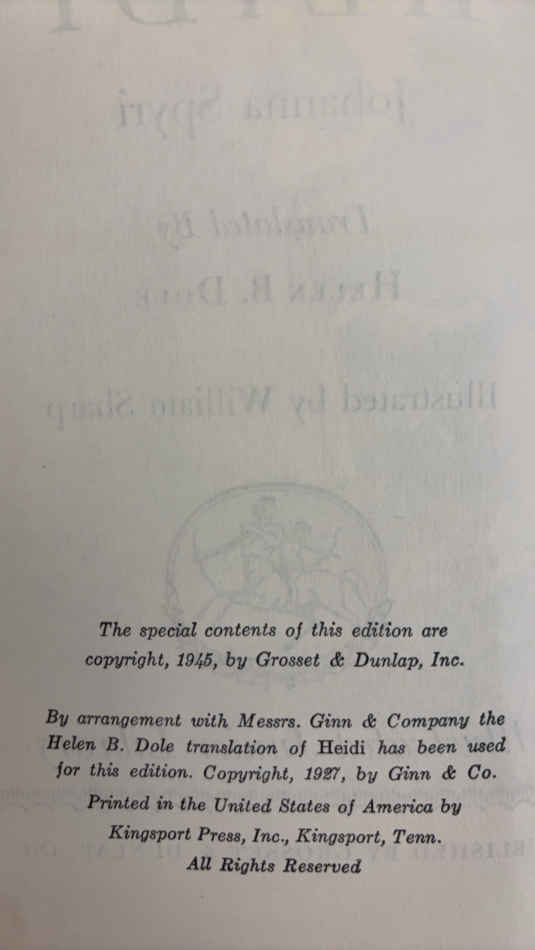 The special contents of this edition are
copyright, 1945, by Grosset & Dunlap, Inc.
By arrangement with Messrs. Ginn & Company the
Helen B. Dole translation of Heidi has been used
for this edition. Copyright, 1927, by Ginn & Co.
Printed in the United States of America by
Kingsport Press, Inc., Kingsport, Tenn.
All Rights Reserved